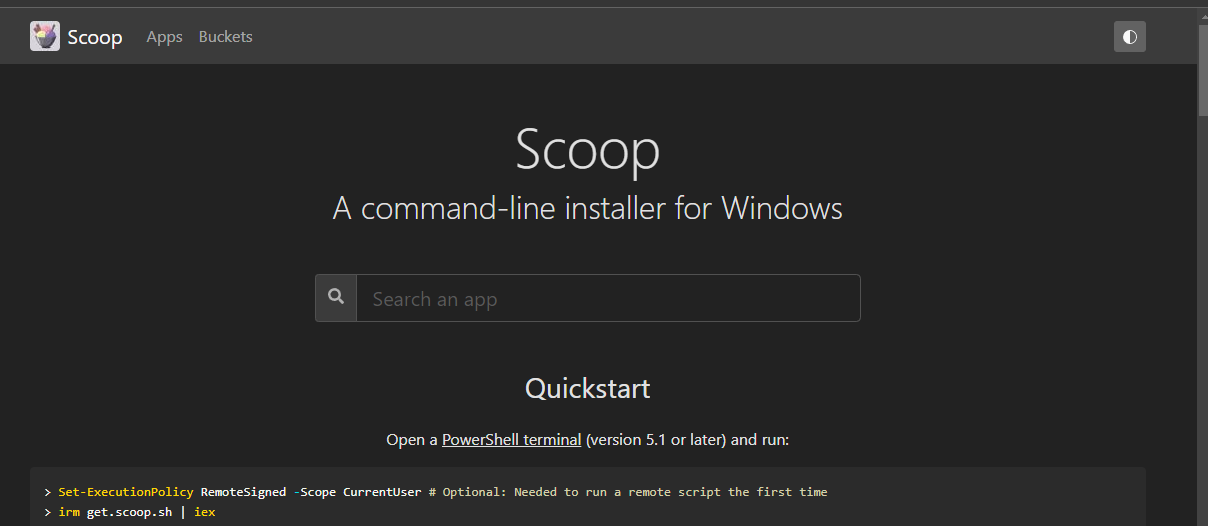 Scoop Apps Buckets
Scoop
A command-line installer for Windows
Search an app
Quickstart
Open a PowerShell terminal (version 5.1 or later) and run:
> Set-ExecutionPolicy RemoteSigned -Scope CurrentUser # Optional: Needed to run a remote script the first time
> irm get.scoop.sh | iex